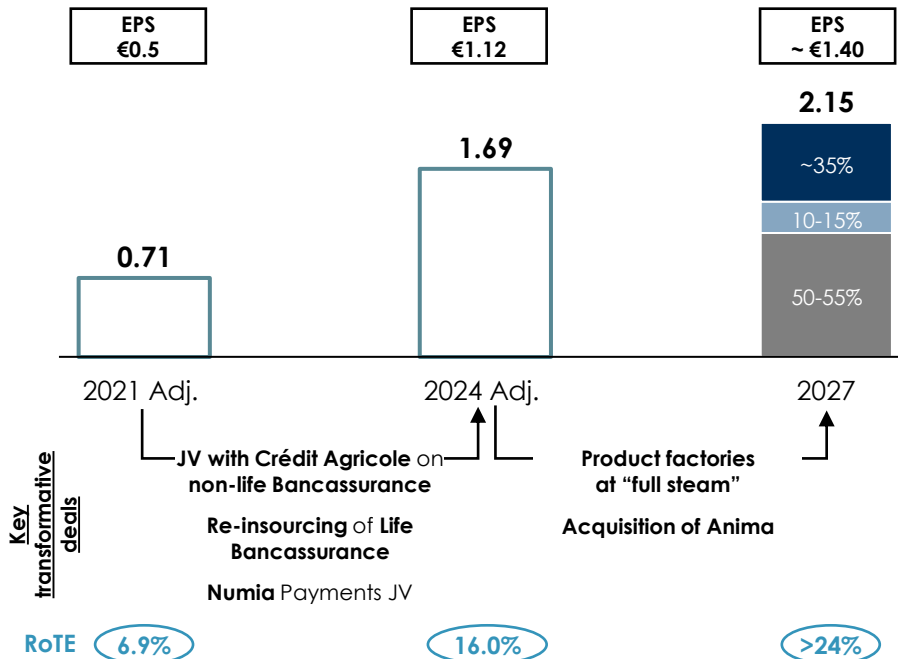 EPS
€0.5
EPS
€1.12
EPS
~ €1.40
2.15
1.69
0.71
~35%
10-15%
50-55%
2021 Adj.
2024 Adj.
2027
Key
transformative
deals
JV with Crédit Agricole on
non-life Bancassurance
Re-insourcing of Life
Bancassurance
Numia Payments JV
Product factories
at “full steam”
Acquisition of Anima
RoTE
6.9%
16.0%
>24%